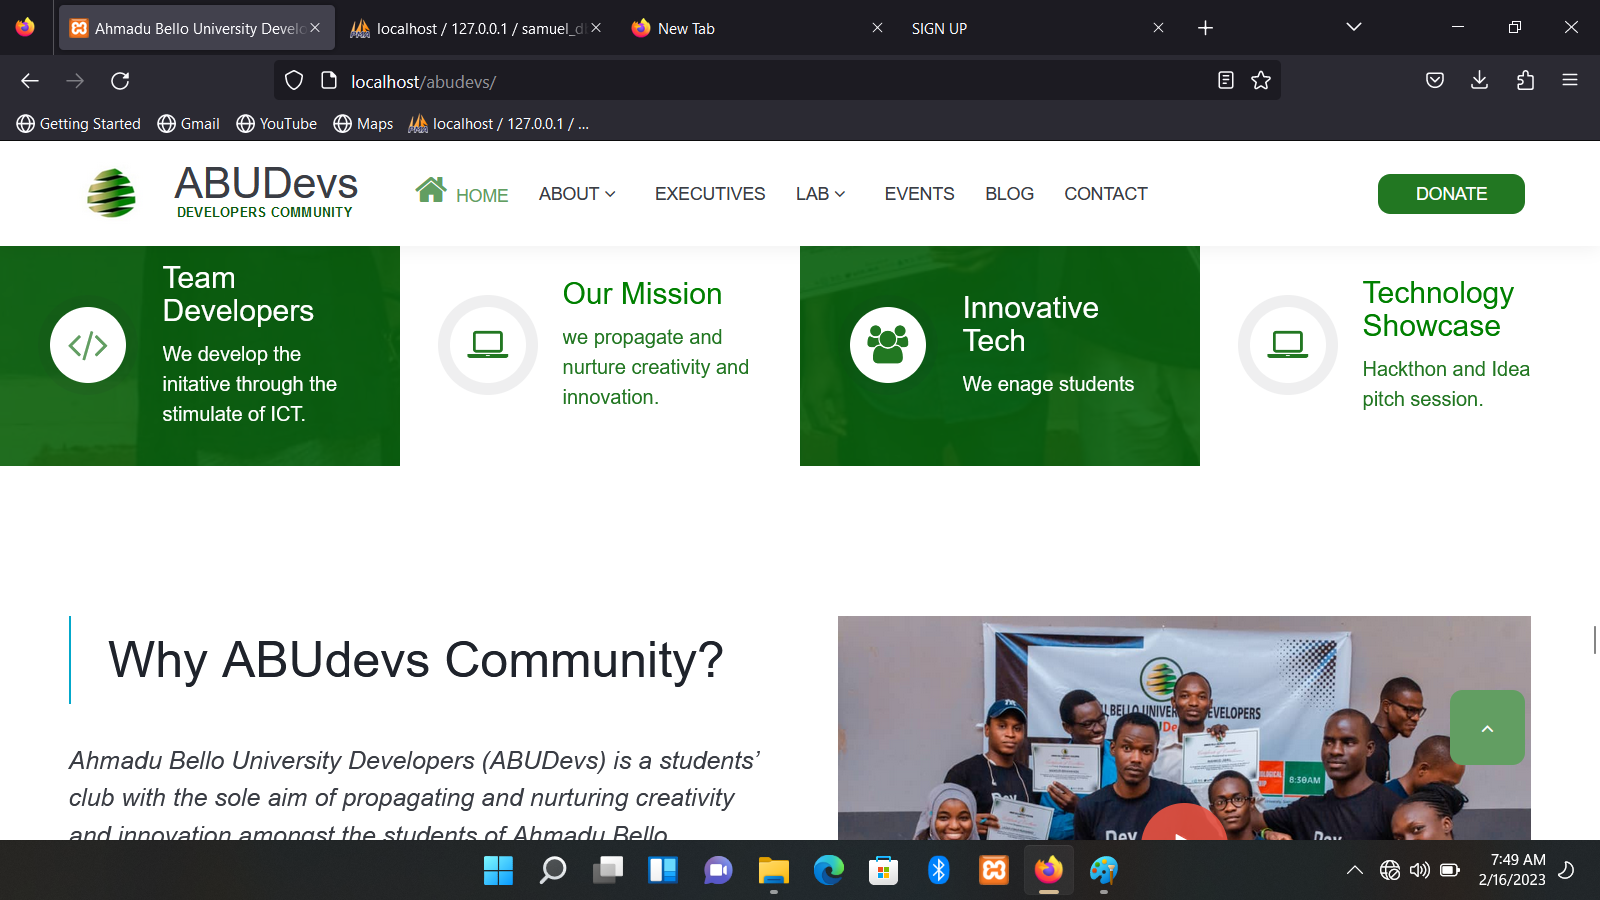 Ahmadu Bello University Develo
localhost / 127.0.0.1 / samuel_d
New Tab
SIGN UP
localhost/abudevs/
Getting Started
Gmail
YouTube
Maps
localhost / 127.0.0.1 / ...
ABUDevs
DEVELOPERS COMMUNITY
HOME
ABOUT
EXECUTIVES
LAB
EVENTS
BLOG
CONTACT
DONATE
Team
Developers
We develop the
initative through the
stimulate of ICT.
Our Mission
we propagate and
nurture creativity and
innovation.
Innovative
Tech
We enage students
Technology
Showcase
Hackthon and Idea
pitch session.
Why ABUdevs Community?
Ahmadu Bello University Developers (ABUDevs) is a students’
club with the sole aim of propagating and nurturing creativity
and innovation amongst the students of Ahmadu Bello
BELLO UNIVER
DEVELOPERS
8:30AM
Dev
7:49 AM
2/16/2023